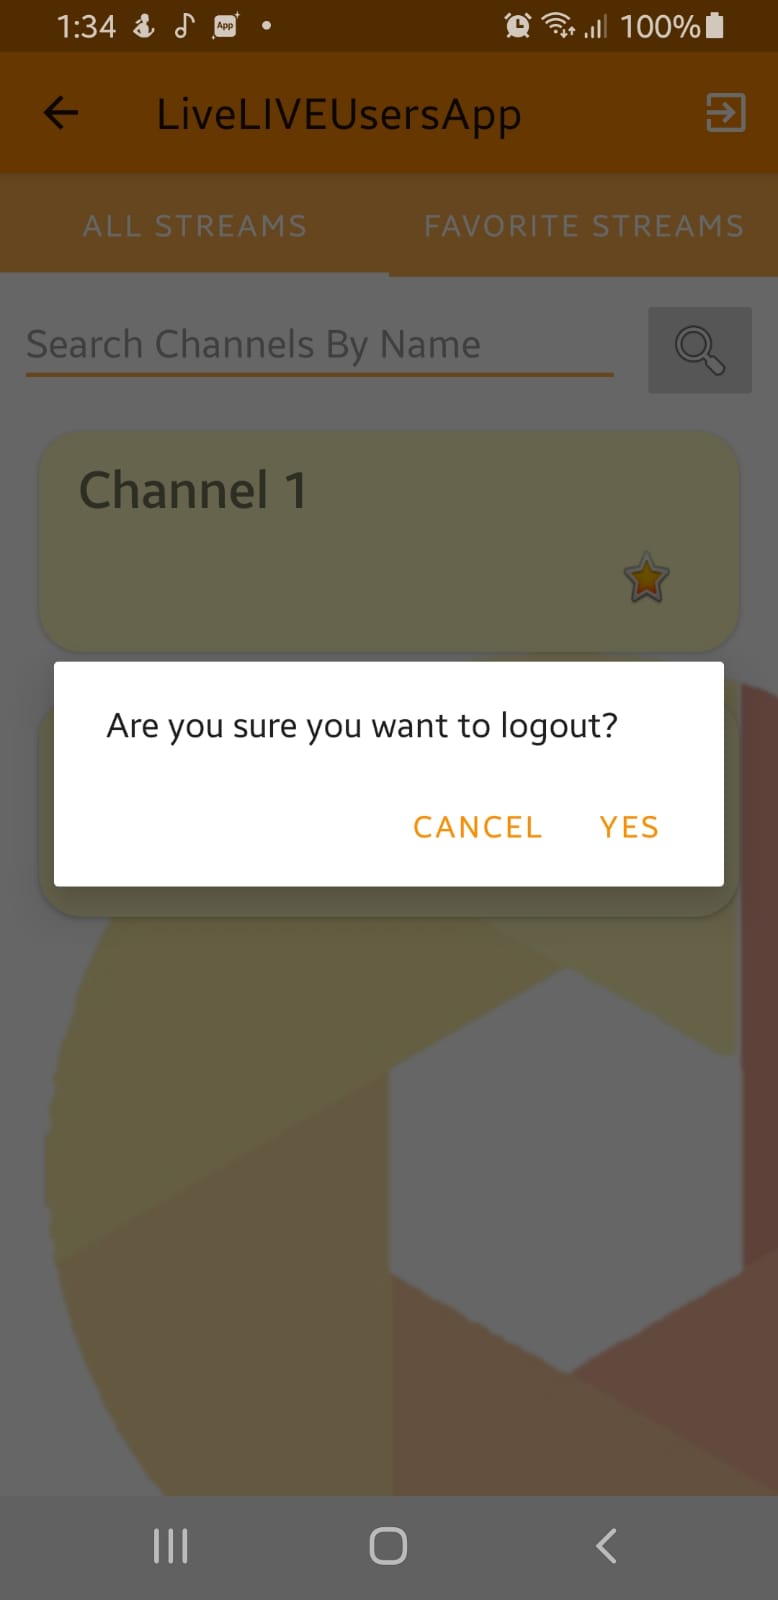 1:34 App 100%
LiveLIVEUsersApp
ALL STREAMS FAVORITE STREAMS
Search Channels By Name
Channel 1
Are you sure you want to logout?
CANCEL YES